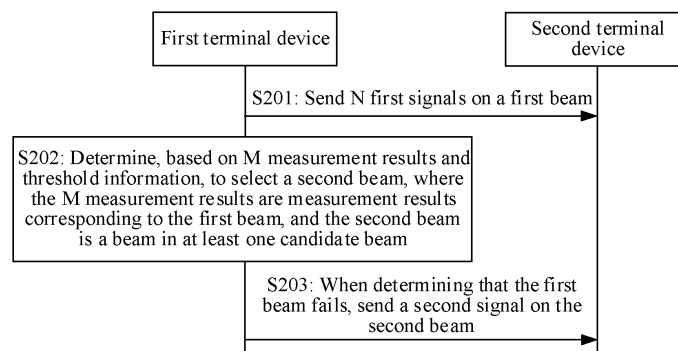 First terminal device
Second terminal
device
S201: Send N first signals on a first beam
S202: Determine, based on M measurement results and
threshold information, to select a second beam, where
the M measurement results are measurement results
corresponding to the first beam, and the second beam
is a beam in at least one candidate beam
S203: When determining that the first
beam fails, send a second signal on the
second beam